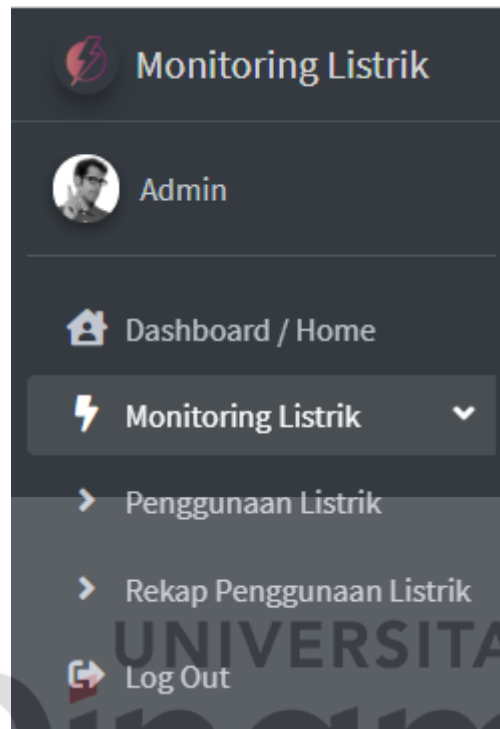 Monitoring Listrik
Admin
Dashboard / Home
Monitoring Listrik
Penggunaan Listrik
Rekap Penggunaan Listrik
UNIVERSITA
Log Out